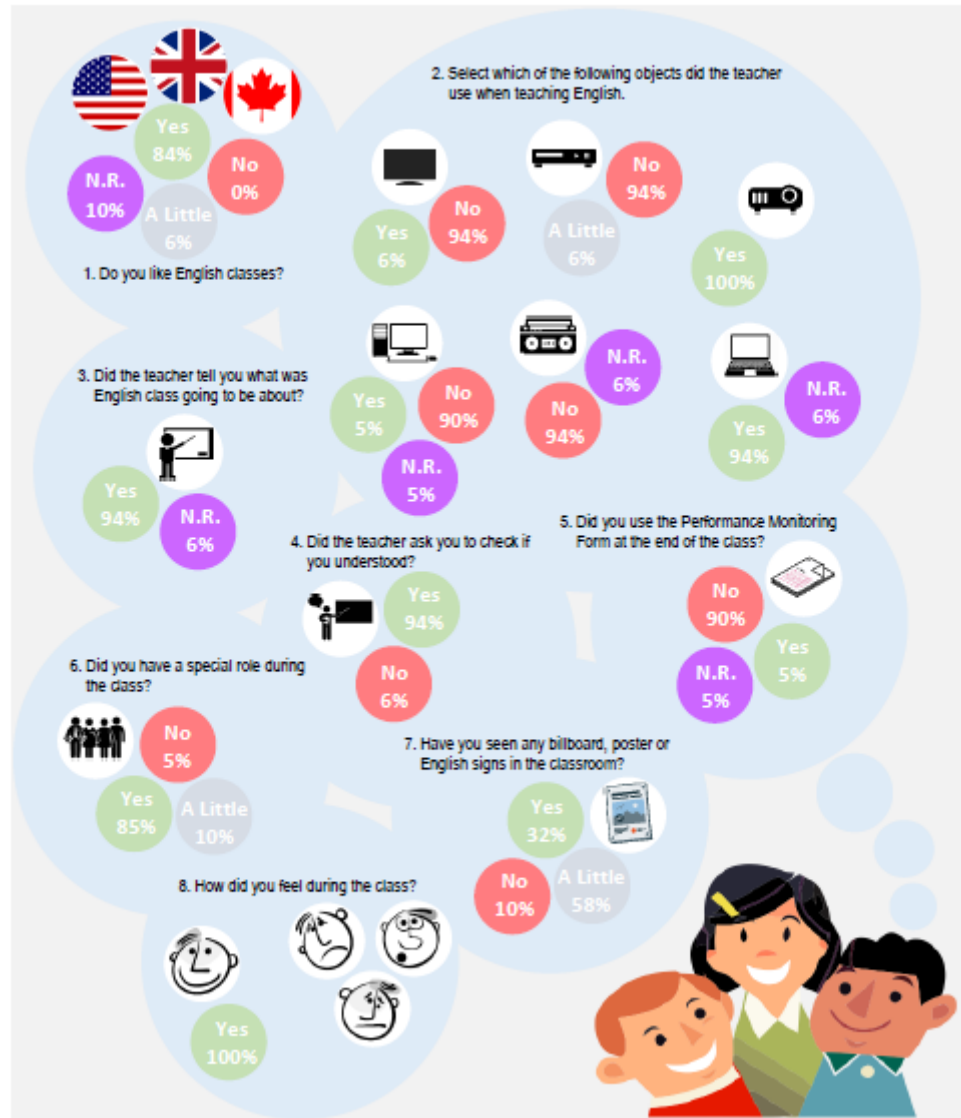 Yes
84%
No
0%
N.R.
10%
A Little
6%
1. Do you like English classes?
2. Select which of the following objects did the teacher
use when teaching English.
Yes
6%
No
94%
No
94%
A Little
6%
Yes
100%
Yes
5%
No
90%
N.R.
5%
N.R.
6%
No
94%
N.R.
6%
Yes
94%
3. Did the teacher tell you what was
English class going to be about?
Yes
94%
N.R.
6%
4. Did the teacher ask you to check if
you understood?
Yes
94%
No
6%
5. Did you use the Performance Monitoring
Form at the end of the class?
No
90%
Yes
5%
N.R.
5%
6. Did you have a special role during
the class?
No
5%
Yes
85%
A Little
10%
7. Have you seen any billboard, poster or
English signs in the classroom?
Yes
32%
No
10%
A Little
58%
8. How did you feel during the class?
Yes
100%